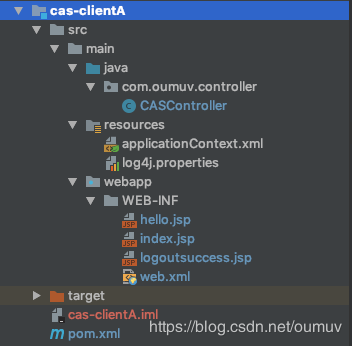 cas-clientA
src
main
java
com.oumuv.controller
CASController
resources
applicationContext.xml
log4j.properties
webapp
WEB-INF
hello.jsp
index.jsp
logoutsuccess.jsp
web.xml
target
cas-clientA.iml
pom.xml
https://blog.csdn.net/oumuv